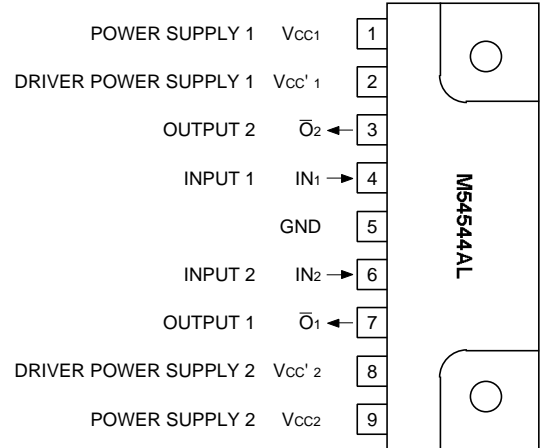 POWER SUPPLY 1 Vcc1 1
DRIVER POWER SUPPLY 1 Vcc' 1 2
OUTPUT 2 O̅2 3
INPUT 1 IN1 4
GND 5
INPUT 2 IN2 6
OUTPUT 1 O̅1 7
DRIVER POWER SUPPLY 2 Vcc' 2 8
POWER SUPPLY 2 Vcc2 9
M54544AL